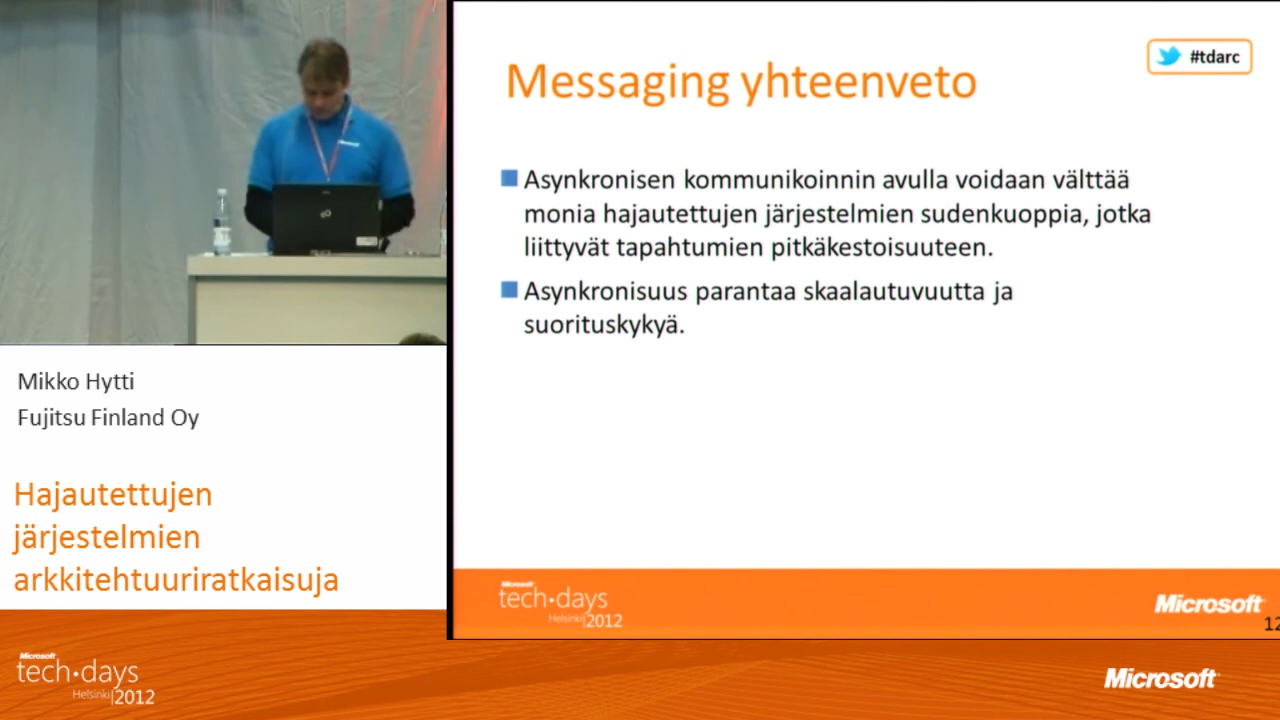 Messaging yhteenveto
#tdarc
Asynkronisen kommunikoinnin avulla voidaan välttää
monia hajautettujen järjestelmien sudenkuoppia, jotka
liittyvät tapahtumien pitkäkestoisuuteen.
Asynkronisuus parantaa skaalautuvuutta ja
suorituskykyä.
Microsoft
tech·days
Helsinki|2012
Microsoft
12
Mikko Hytti
Fujitsu Finland Oy
Hajautettujen
järjestelmien
arkkitehtuuriratkaisuja
Microsoft
tech·days
Helsinki|2012
Microsoft